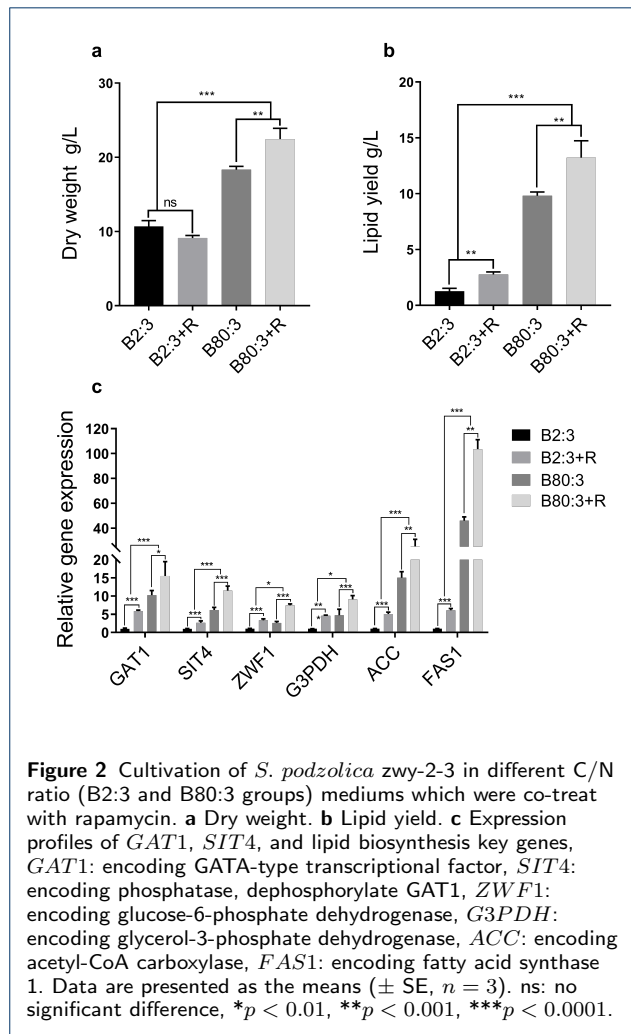 a
Dry weight g/L
30
20
10
0
***
**
ns
B2:3
B2:3+R
B80:3
B80:3+R
b
Lipid yield g/L
20
15
10
5
0
***
**
**
B2:3
B2:3+R
B80:3
B80:3+R
c
Relative gene expression
120
100
80
60
40
20
15
10
5
0
***
***
*
***
***
***
*
***
***
*
**
*
***
***
***
**
***
***
**
GAT1
SIT4
ZWF1
G3PDH
ACC
FAS1
B2:3
B2:3+R
B80:3
B80:3+R
Figure 2 Cultivation of S. podzolica zwy-2-3 in different C/N
ratio (B2:3 and B80:3 groups) mediums which were co-treat
with rapamycin. a Dry weight. b Lipid yield. c Expression
profiles of GAT1, SIT4, and lipid biosynthesis key genes,
GAT1: encoding GATA-type transcriptional factor, SIT4:
encoding phosphatase, dephosphorylate GAT1, ZWF1:
encoding glucose-6-phosphate dehydrogenase, G3PDH:
encoding glycerol-3-phosphate dehydrogenase, ACC: encoding
acetyl-CoA carboxylase, FAS1: encoding fatty acid synthase
1. Data are presented as the means (± SE, n = 3). ns: no
significant difference, *p < 0.01, **p < 0.001, ***p < 0.0001.